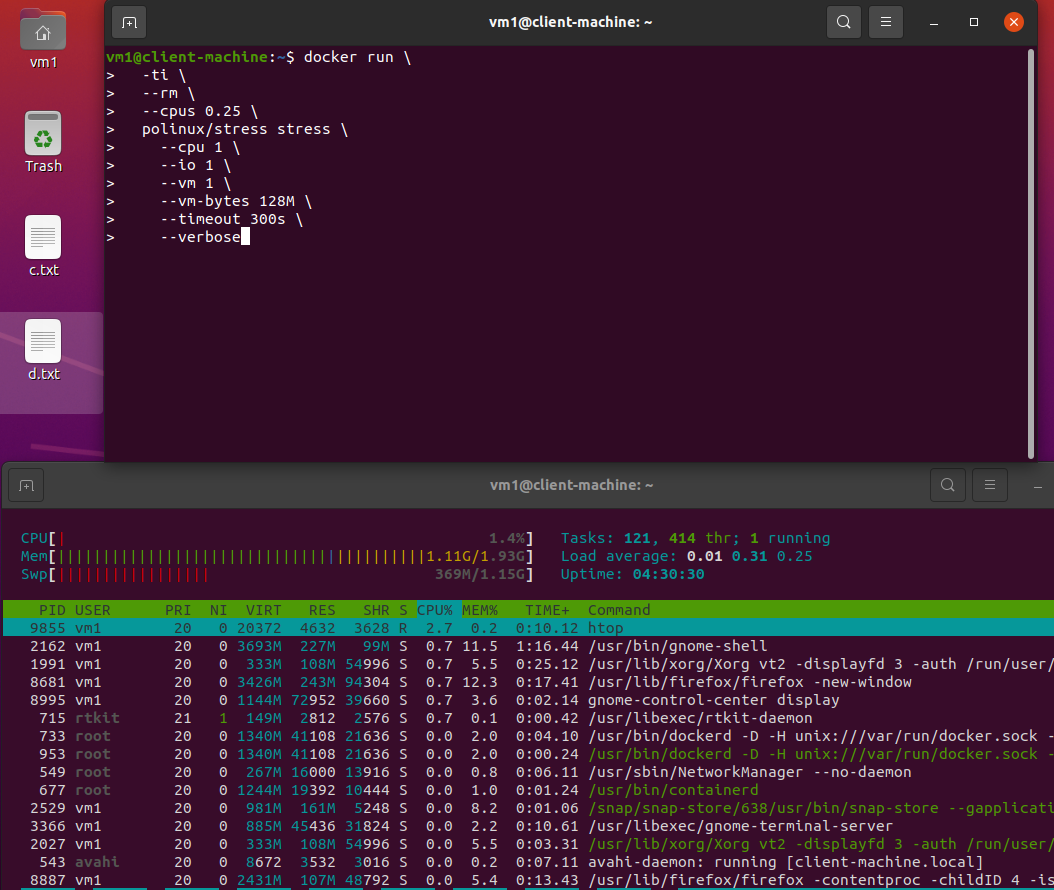 vm1
Trash
c.txt
d.txt
vm1@client-machine: ~
vm1@client-machine:~$ docker run \
>   -ti \
>   --rm \
>   --cpus 0.25 \
>   polinux/stress stress \
>     --cpu 1 \
>     --io 1 \
>     --vm 1 \
>     --vm-bytes 128M \
>     --timeout 300s \
>     --verbose
vm1@client-machine: ~
CPU[| 1.4%] Tasks: 121, 414 thr; 1 running
Mem[||||||||||||||||||||||||||||||||||||||||||1.11G/1.93G] Load average: 0.01 0.31 0.25
Swp[||||||||||||||||| 369M/1.15G] Uptime: 04:30:30
PID USER PRI NI VIRT RES SHR S CPU% MEM% TIME+ Command
9855 vm1 20 0 20372 4632 3628 R 2.7 0.2 0:10.12 htop
2162 vm1 20 0 3693M 227M 99M S 0.7 11.5 1:16.44 /usr/bin/gnome-shell
1991 vm1 20 0 333M 108M 54996 S 0.7 5.5 0:25.12 /usr/lib/xorg/Xorg vt2 -displayfd 3 -auth /run/user/
8681 vm1 20 0 3426M 243M 94304 S 0.7 12.3 0:17.41 /usr/lib/firefox/firefox -new-window
8995 vm1 20 0 1144M 72952 39660 S 0.7 3.6 0:02.14 gnome-control-center display
715 rtkit 21 1 149M 2812 2576 S 0.7 0.1 0:00.42 /usr/libexec/rtkit-daemon
733 root 20 0 1340M 41108 21636 S 0.0 2.0 0:04.10 /usr/bin/dockerd -D -H unix:///var/run/docker.sock -
953 root 20 0 1340M 41108 21636 S 0.0 2.0 0:00.24 /usr/bin/dockerd -D -H unix:///var/run/docker.sock -
549 root 20 0 267M 16000 13916 S 0.0 0.8 0:06.11 /usr/sbin/NetworkManager --no-daemon
677 root 20 0 1244M 19392 10444 S 0.0 1.0 0:01.24 /usr/bin/containerd
2529 vm1 20 0 981M 161M 5248 S 0.0 8.2 0:01.06 /snap/snap-store/638/usr/bin/snap-store --gapplicati
3366 vm1 20 0 885M 45436 31824 S 0.0 2.2 0:10.61 /usr/libexec/gnome-terminal-server
2027 vm1 20 0 333M 108M 54996 S 0.0 5.5 0:03.31 /usr/lib/xorg/Xorg vt2 -displayfd 3 -auth /run/user/
543 avahi 20 0 8672 3532 3016 S 0.0 0.2 0:07.11 avahi-daemon: running [client-machine.local]
8887 vm1 20 0 2431M 107M 48792 S 0.0 5.4 0:13.43 /usr/lib/firefox/firefox -contentproc -childID 4 -is